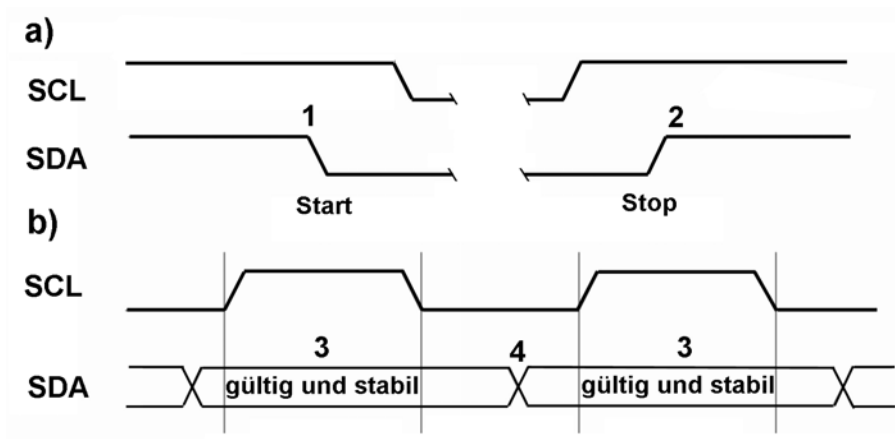 a)
SCL
1 2
SDA
Start Stop
b)
SCL
3 4 3
SDA gültig und stabil gültig und stabil